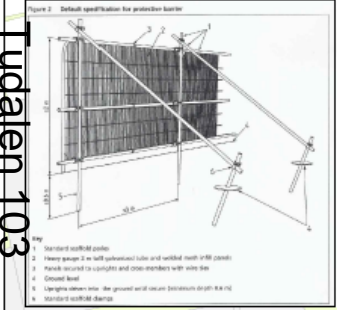 Figure 2 Default specification for protective barrier
Tudalen 103
Key
1 Standard scaffold poles
2 Heavy gauge 2 m tall galvanized tube and welded mesh infill panels
3 Panels secured to uprights and cross-members with wire ties
4 Ground level
5 Uprights driven into the ground until secure (minimum depth 0.6 m)
6 Standard scaffold clamps